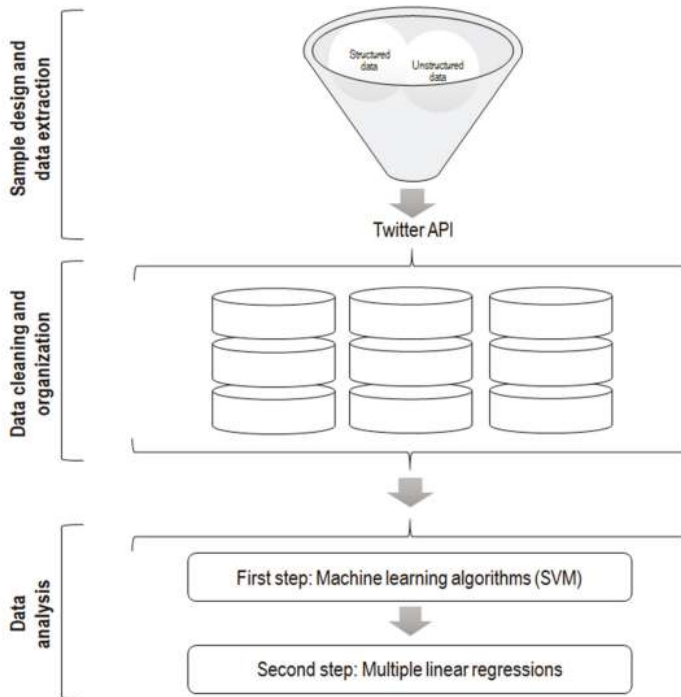 Sample design and
data extraction
Structured
data
Unstructured
data
Twitter API
Data cleaning and
organization
Data
analysis
First step: Machine learning algorithms (SVM)
Second step: Multiple linear regressions